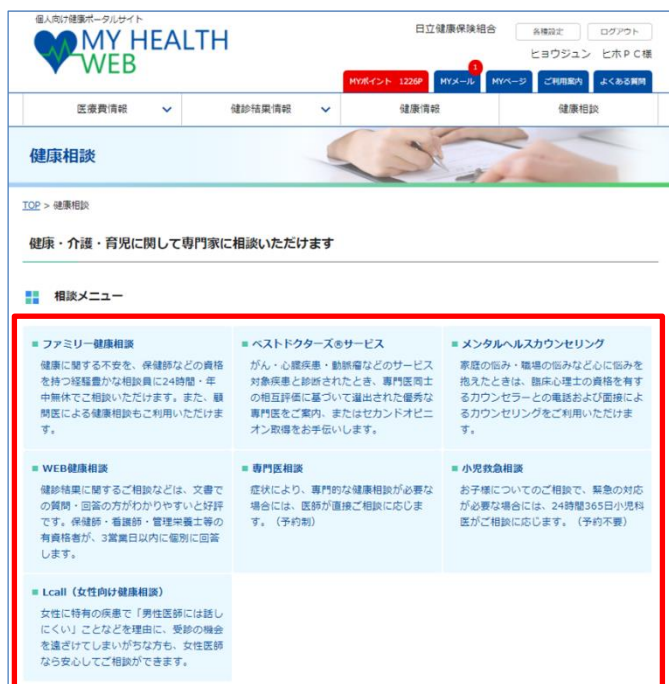 個人向け健康ポータルサイト
MY HEALTH
WEB
日立健康保険組合
各種設定
ログアウト
ヒョウジュン ヒホPC様
1
MYポイント 1226P
MYメール
MYページ
ご利用案内
よくある質問
医療費情報
健診結果情報
健康情報
健康相談
健康相談
TOP > 健康相談
健康・介護・育児に関して専門家に相談いただけます
相談メニュー
ファミリー健康相談
健康に関する不安を、保健師などの資格
を持つ経験豊かな相談員に24時間・年
中無休でご相談いただけます。また、顧
問医による健康相談もご利用いただけま
す。
ベストドクターズ®サービス
がん・心臓疾患・動脈瘤などのサービス
対象疾患と診断されたとき、専門医同士
の相互評価に基づいて選出された優秀な
専門医をご案内、またはセカンドオピニ
オン取得をお手伝いします。
メンタルヘルスカウンセリング
家庭の悩み・職場の悩みなど心に悩みを
抱えたときは、臨床心理士の資格を有す
るカウンセラーとの電話および面接によ
るカウンセリングをご利用いただけま
す。
WEB健康相談
健診結果に関するご相談などは、文書で
の質問・回答の方がわかりやすいと好評
です。保健師・看護師・管理栄養士等の
有資格者が、3営業日以内に個別に回答
します。
専門医相談
症状により、専門的な健康相談が必要な
場合には、医師が直接ご相談に応じま
す。（予約制）
小児救急相談
お子様についてのご相談で、緊急の対応
が必要な場合には、24時間365日小児科
医がご相談に応じます。（予約不要）
Lcall（女性向け健康相談）
女性に特有の疾患で「男性医師には話し
にくい」ことなどを理由に、受診の機会
を遠ざけてしまいがちな方も、女性医師
なら安心してご相談ができます。